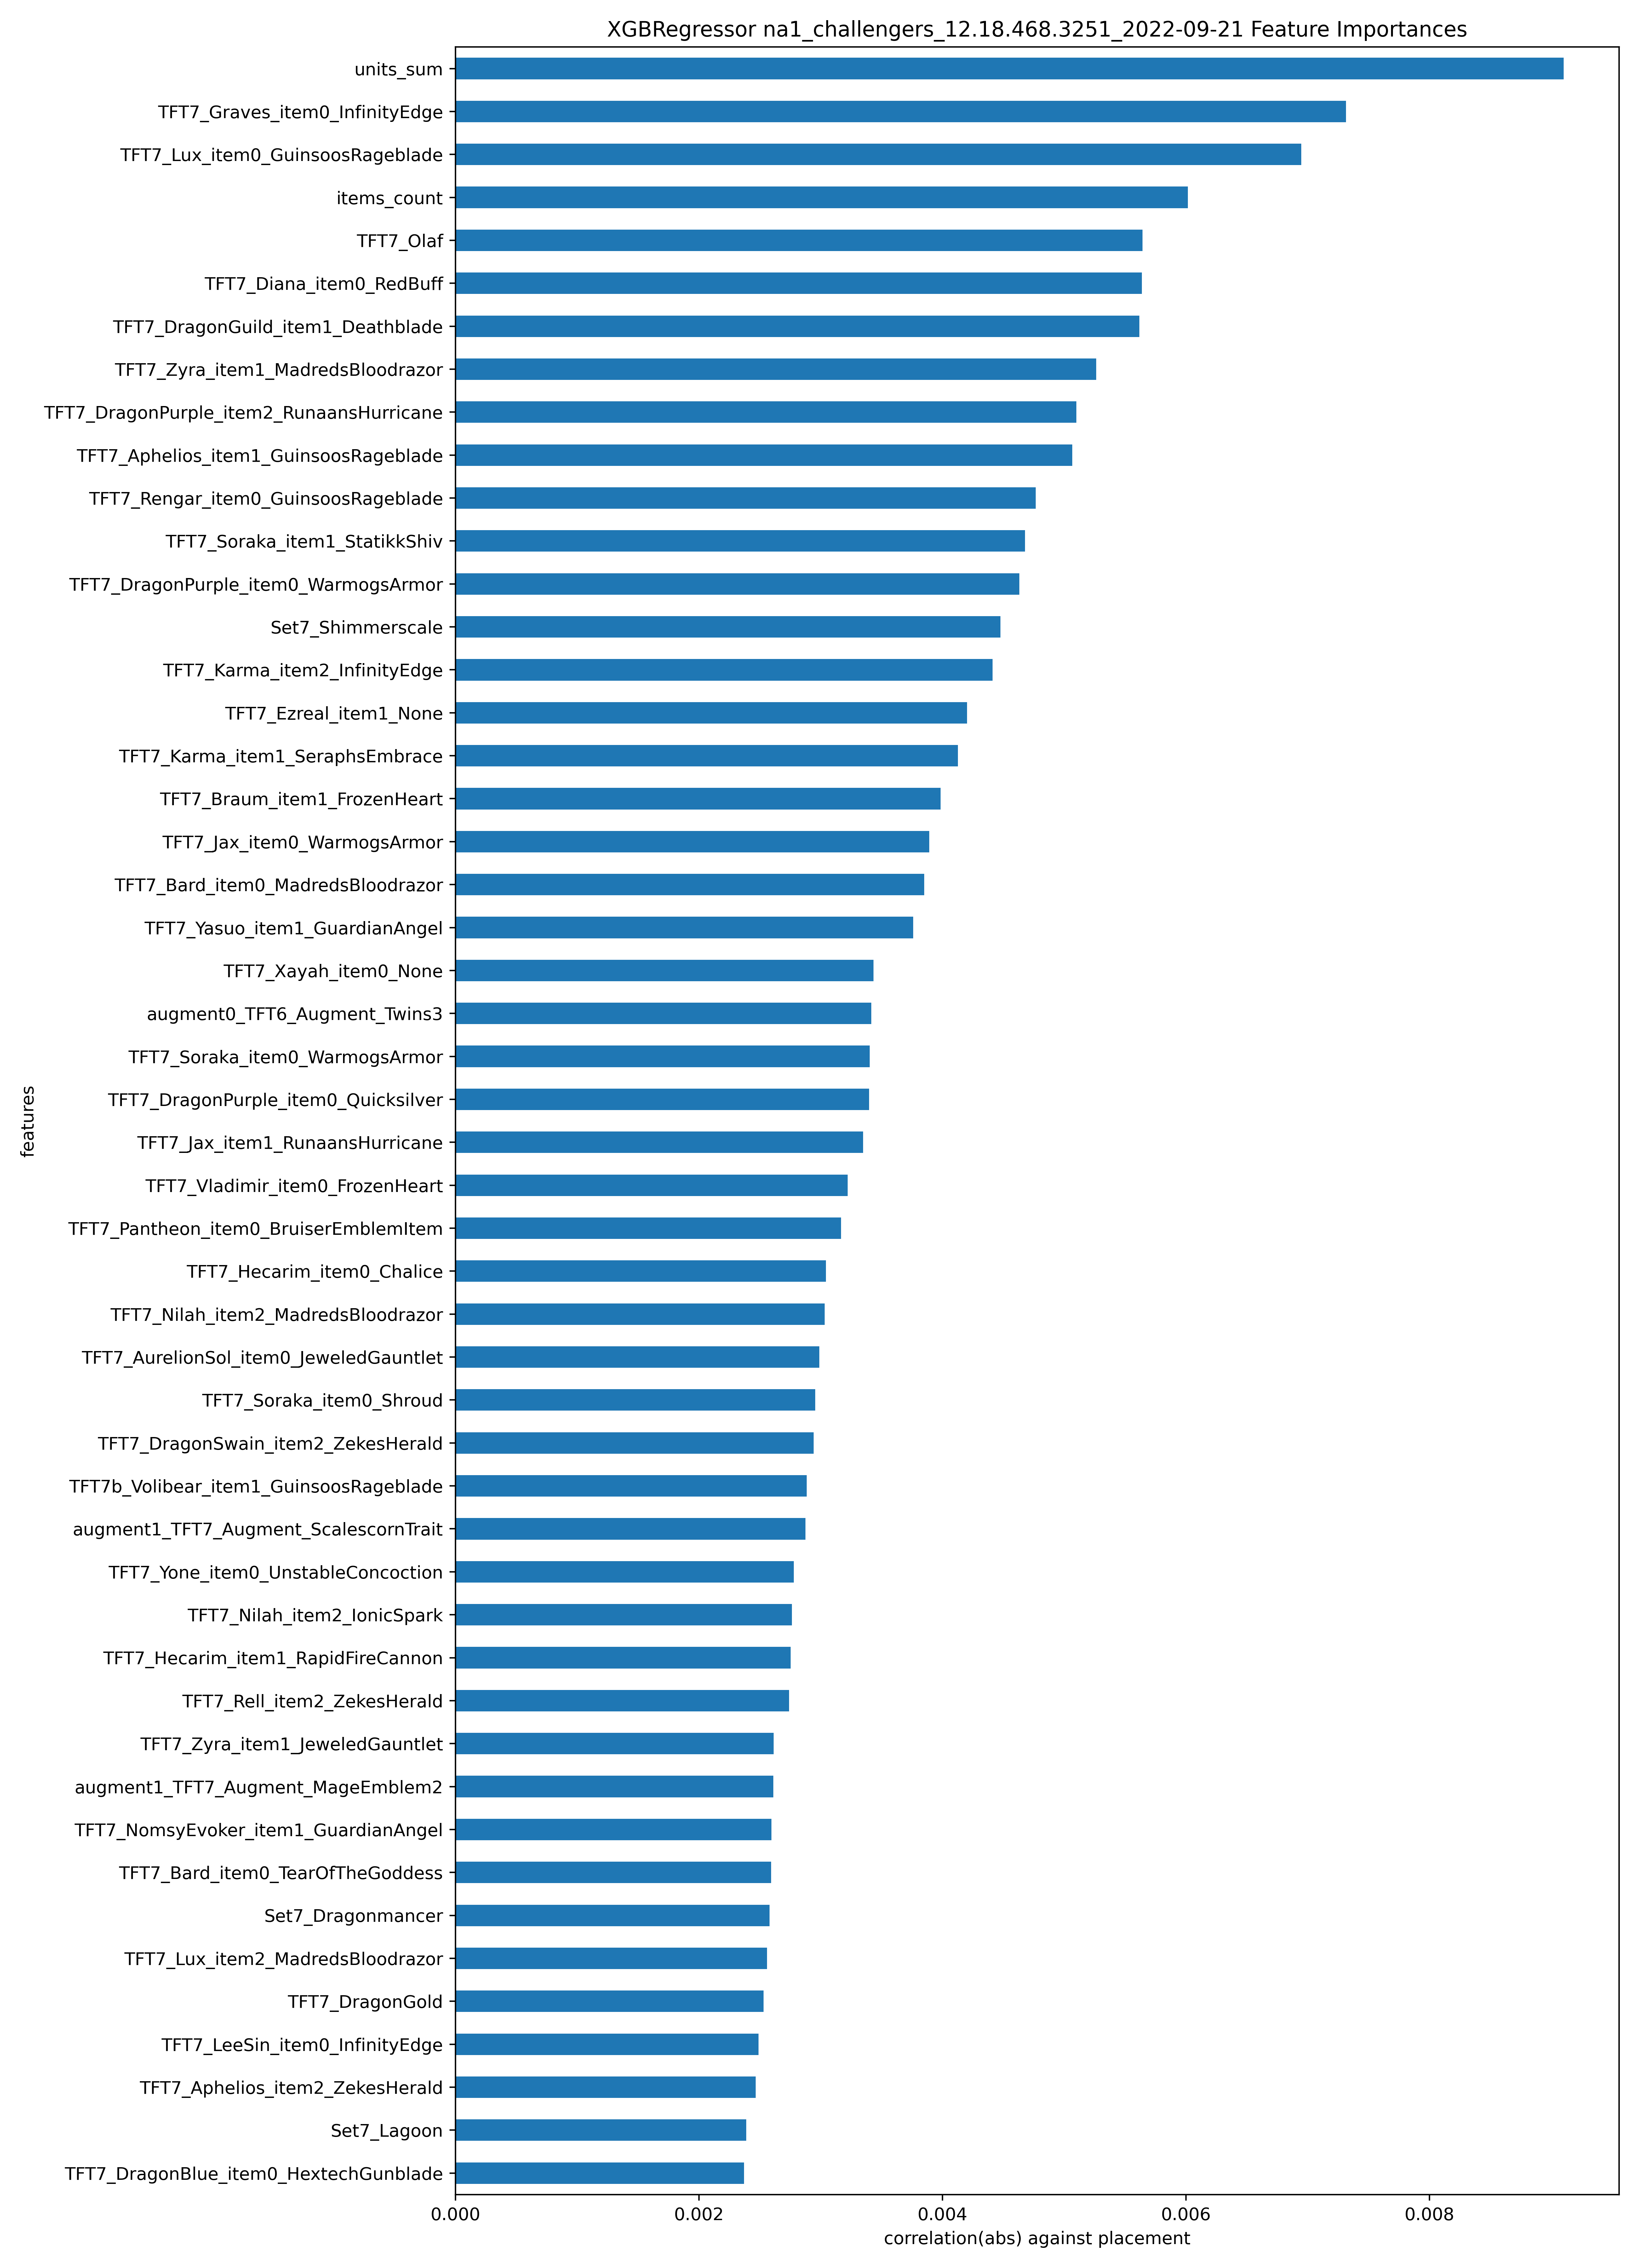 XGBRegressor na1_challengers_12.18.468.3251_2022-09-21 Feature Importances
units_sum
TFT7_Graves_item0_InfinityEdge
TFT7_Lux_item0_GuinsoosRageblade
items_count
TFT7_Olaf
TFT7_Diana_item0_RedBuff
TFT7_DragonGuild_item1_Deathblade
TFT7_Zyra_item1_MadredsBloodrazor
TFT7_DragonPurple_item2_RunaansHurricane
TFT7_Aphelios_item1_GuinsoosRageblade
TFT7_Rengar_item0_GuinsoosRageblade
TFT7_Soraka_item1_StatikkShiv
TFT7_DragonPurple_item0_WarmogsArmor
Set7_Shimmerscale
TFT7_Karma_item2_InfinityEdge
TFT7_Ezreal_item1_None
TFT7_Karma_item1_SeraphsEmbrace
TFT7_Braum_item1_FrozenHeart
TFT7_Jax_item0_WarmogsArmor
TFT7_Bard_item0_MadredsBloodrazor
TFT7_Yasuo_item1_GuardianAngel
TFT7_Xayah_item0_None
augment0_TFT6_Augment_Twins3
TFT7_Soraka_item0_WarmogsArmor
TFT7_DragonPurple_item0_Quicksilver
TFT7_Jax_item1_RunaansHurricane
TFT7_Vladimir_item0_FrozenHeart
TFT7_Pantheon_item0_BruiserEmblemItem
TFT7_Hecarim_item0_Chalice
TFT7_Nilah_item2_MadredsBloodrazor
TFT7_AurelionSol_item0_JeweledGauntlet
TFT7_Soraka_item0_Shroud
TFT7_DragonSwain_item2_ZekesHerald
TFT7b_Volibear_item1_GuinsoosRageblade
augment1_TFT7_Augment_ScalescornTrait
TFT7_Yone_item0_UnstableConcoction
TFT7_Nilah_item2_IonicSpark
TFT7_Hecarim_item1_RapidFireCannon
TFT7_Rell_item2_ZekesHerald
TFT7_Zyra_item1_JeweledGauntlet
augment1_TFT7_Augment_MageEmblem2
TFT7_NomsyEvoker_item1_GuardianAngel
TFT7_Bard_item0_TearOfTheGoddess
Set7_Dragonmancer
TFT7_Lux_item2_MadredsBloodrazor
TFT7_DragonGold
TFT7_LeeSin_item0_InfinityEdge
TFT7_Aphelios_item2_ZekesHerald
Set7_Lagoon
TFT7_DragonBlue_item0_HextechGunblade
features
0.000 0.002 0.004 0.006 0.008
correlation(abs) against placement